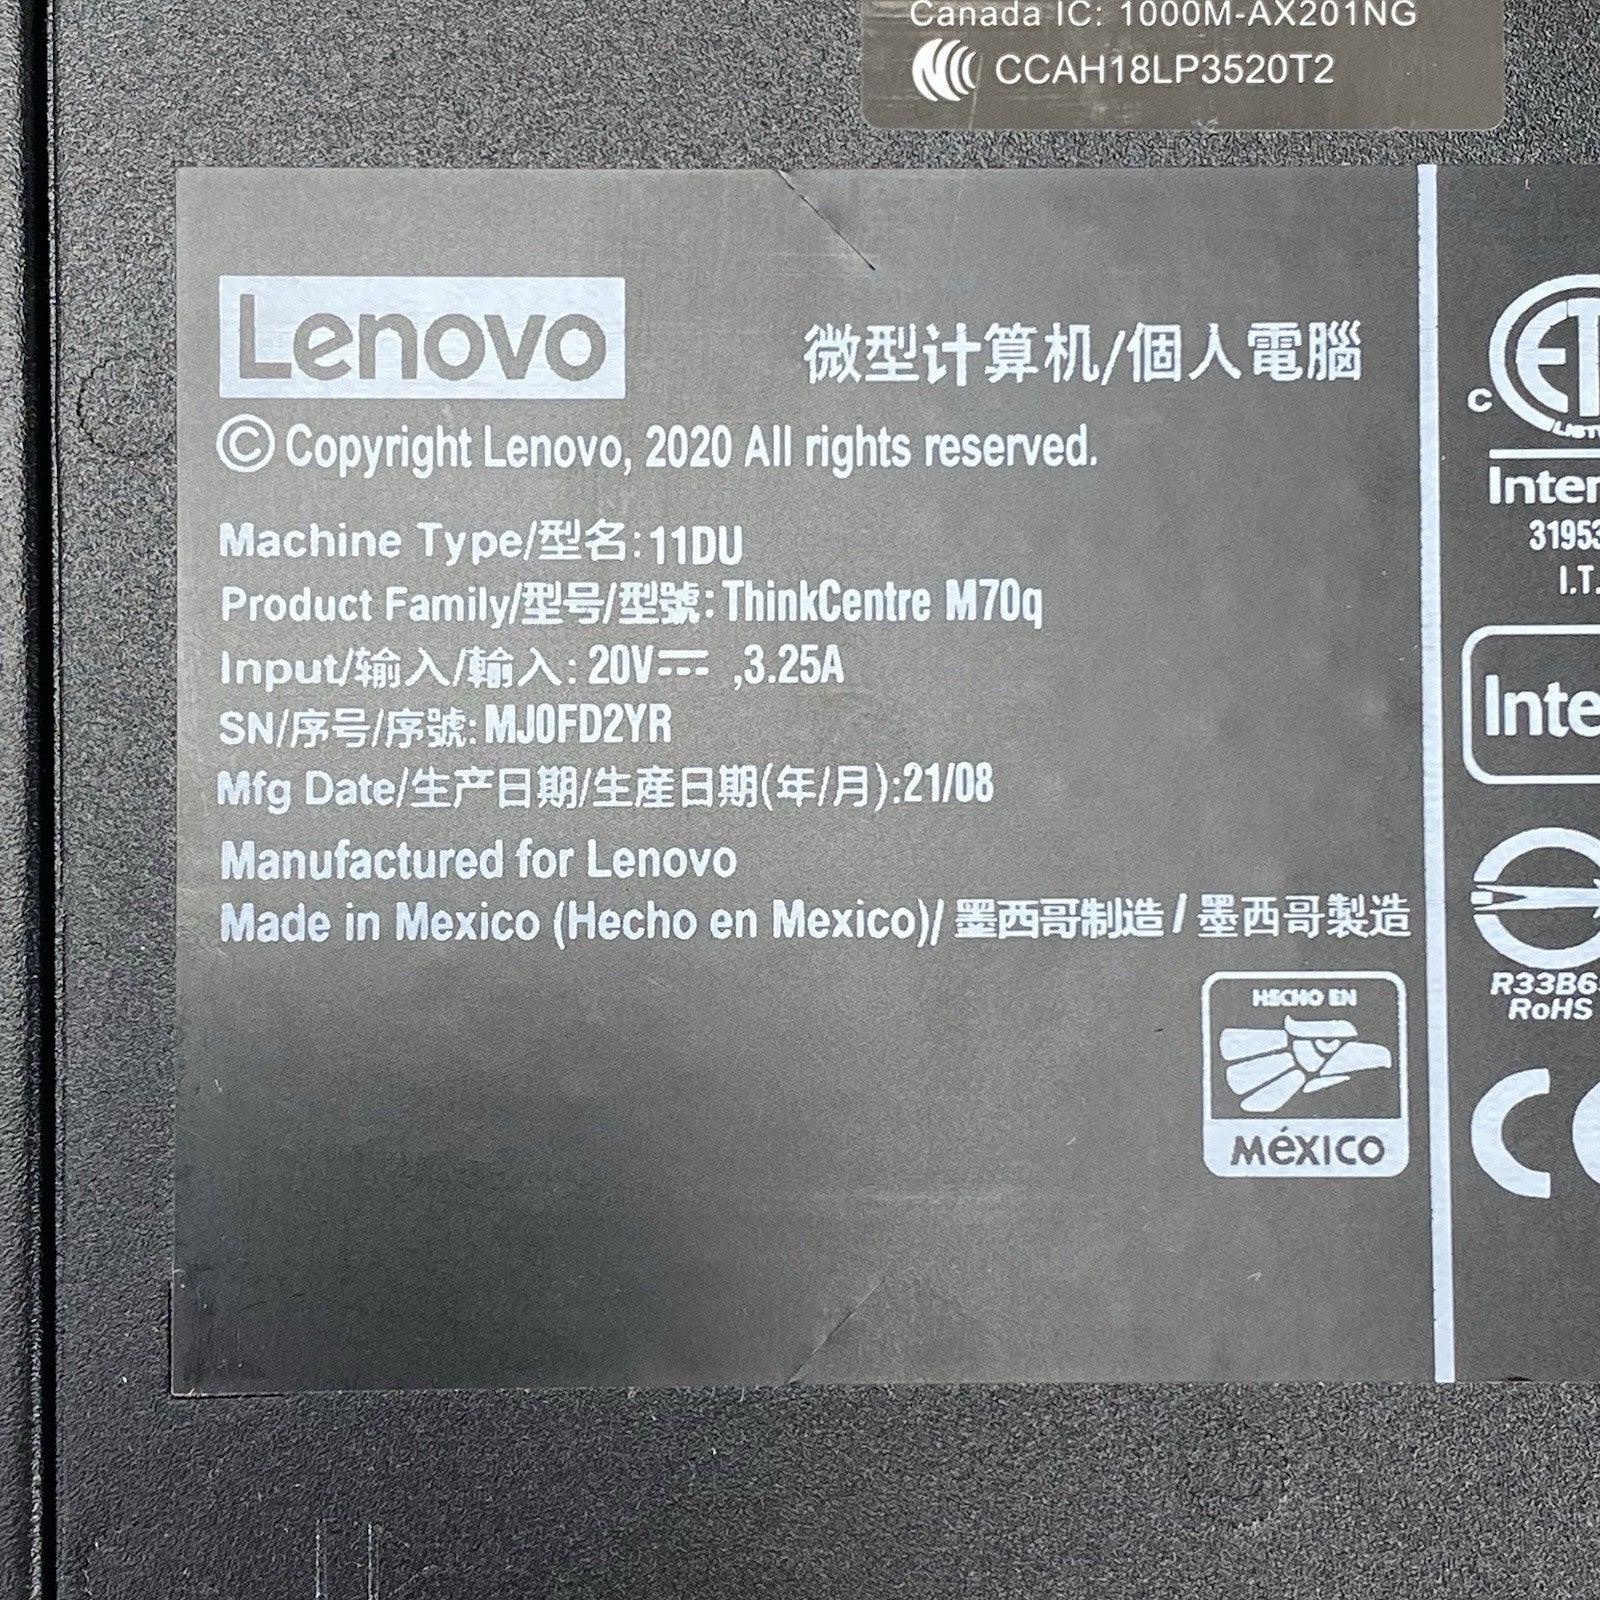 Canada IC: 1000M-AX201NG
CCAH18LP3520T2
Lenovo
微型计算机/個人電腦
© Copyright Lenovo, 2020 All rights reserved.
Machine Type/型名: 11DU
Product Family/型号/型號: ThinkCentre M70q
Input/输入/輸入: 20V⎓ ,3.25A
SN/序号/序號: MJ0FD2YR
Mfg Date/生产日期/生產日期(年/月):21/08
Manufactured for Lenovo
Made in Mexico (Hecho en Mexico)/ 墨西哥制造 / 墨西哥製造
HECHO EN
MÉXICO
C
Inter
31953
I.T.
Inte
R33B6
RoHS
CE